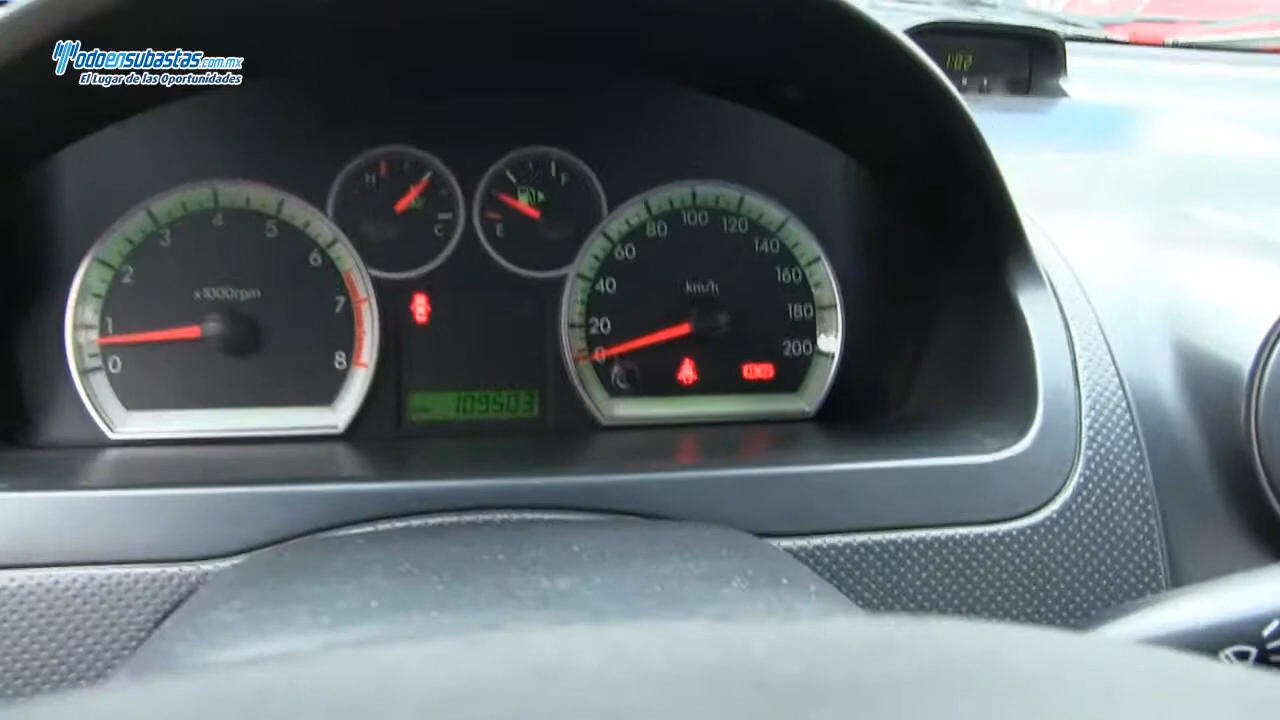 Todoensubastas.com.mx
El Lugar de las Oportunidades
1:02
H
C
F
E
0 1 2 3 4 5 6 7 8
x1000rpm
0 20 40 60 80 100 120 140 160 180 200
km/h
109503